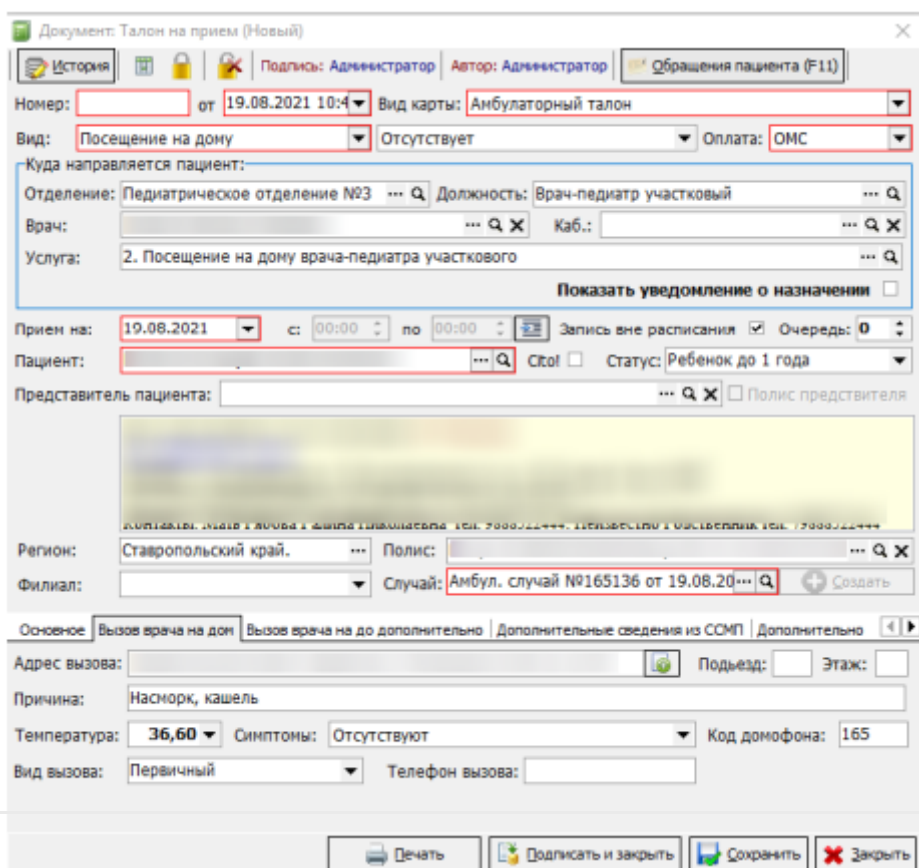 Документ: Талон на прием (Новый)
История Подпись: Администратор Автор: Администратор Обращения пациента (F11)
Номер: от 19.08.2021 10:4 Вид карты: Амбулаторный талон
Вид: Посещение на дому Отсутствует Оплата: ОМС
Куда направляется пациент:
Отделение: Педиатрическое отделение №3 ... Должность: Врач-педиатр участковый ...
Врач: ... Каб.: ...
Услуга: 2. Посещение на дому врача-педиатра участкового ...
Показать уведомление о назначении
Прием на: 19.08.2021 с: 00:00 по 00:00 Запись вне расписания Очередь: 0
Пациент: ... Cito! Статус: Ребенок до 1 года
Представитель пациента: ... Полис предствителя
Регион: Ставропольский край. ... Полис: ...
Филиал: Случай: Амбул. случай №165136 от 19.08.20 ... Создать
Основное Вызов врача на дом Вызов врача на до дополнительно Дополнительные сведения из ССМП Дополнительно
Адрес вызова: Подьезд: Этаж:
Причина: Насморк, кашель
Температура: 36,60 Симптомы: Отсутствуют Код домофона: 165
Вид вызова: Первичный Телефон вызова:
Печать Подписать и закрыть Сохранить Закрыть